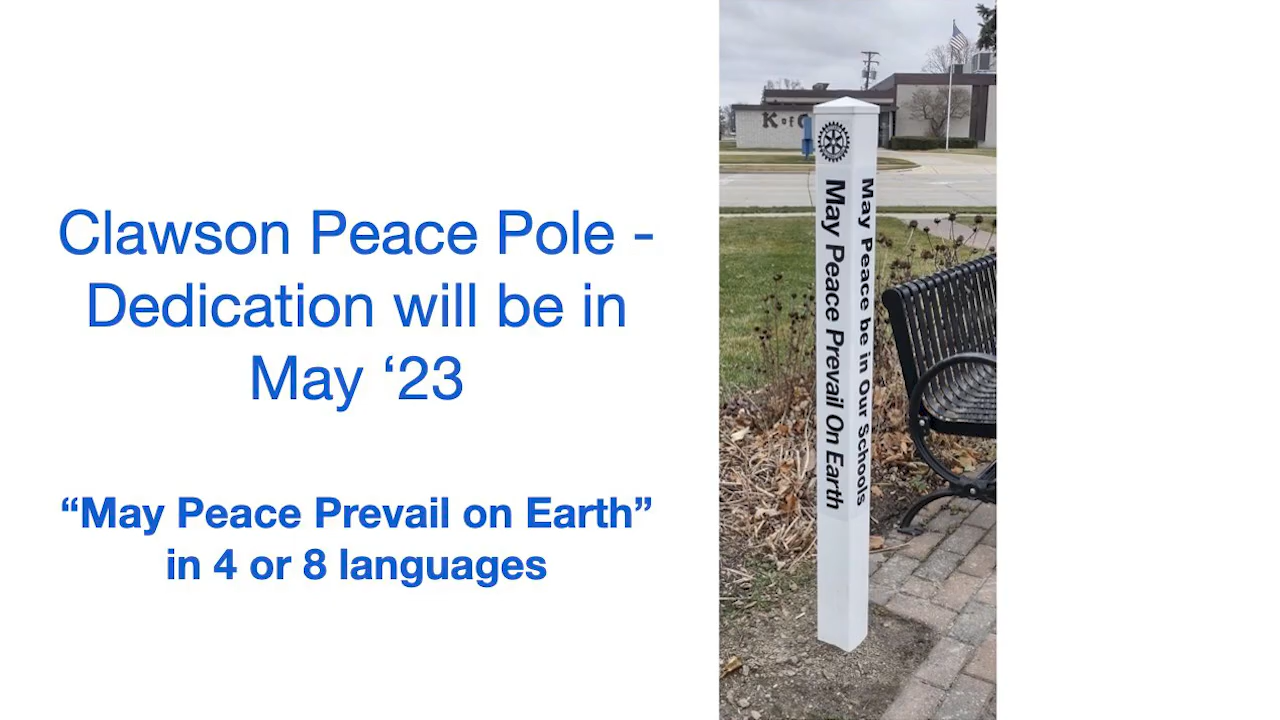 Clawson Peace Pole -
Dedication will be in
May ‘23
“May Peace Prevail on Earth”
in 4 or 8 languages
K of C
May Peace Prevail On Earth
May Peace be in Our Schools